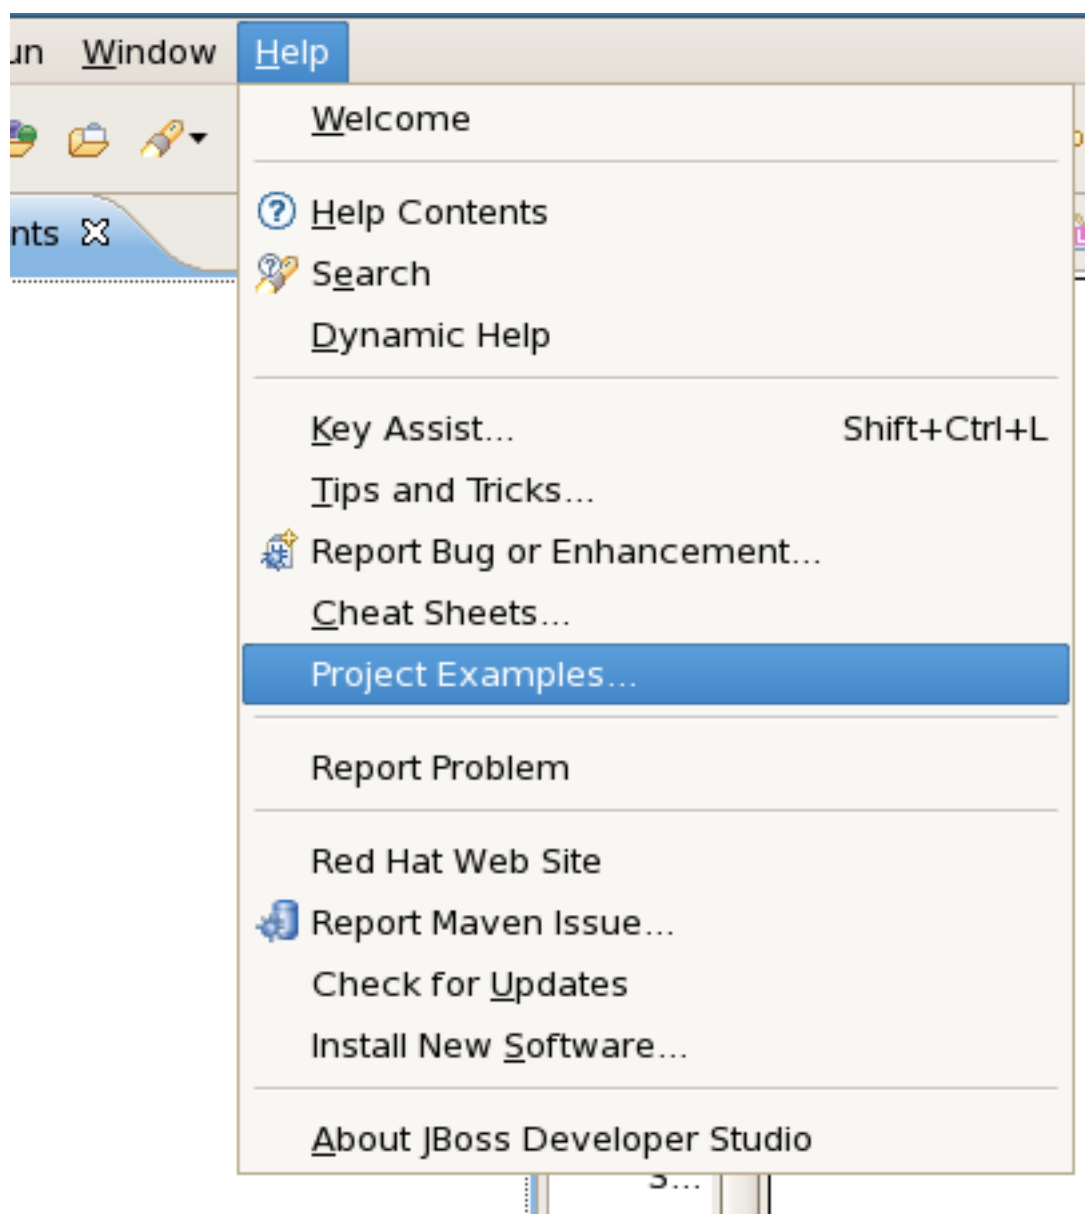 un Window Help
Welcome
nts
Help Contents
Search
Dynamic Help
Key Assist... Shift+Ctrl+L
Tips and Tricks...
Report Bug or Enhancement...
Cheat Sheets...
Project Examples...
Report Problem
Red Hat Web Site
Report Maven Issue...
Check for Updates
Install New Software...
About JBoss Developer Studio
S...